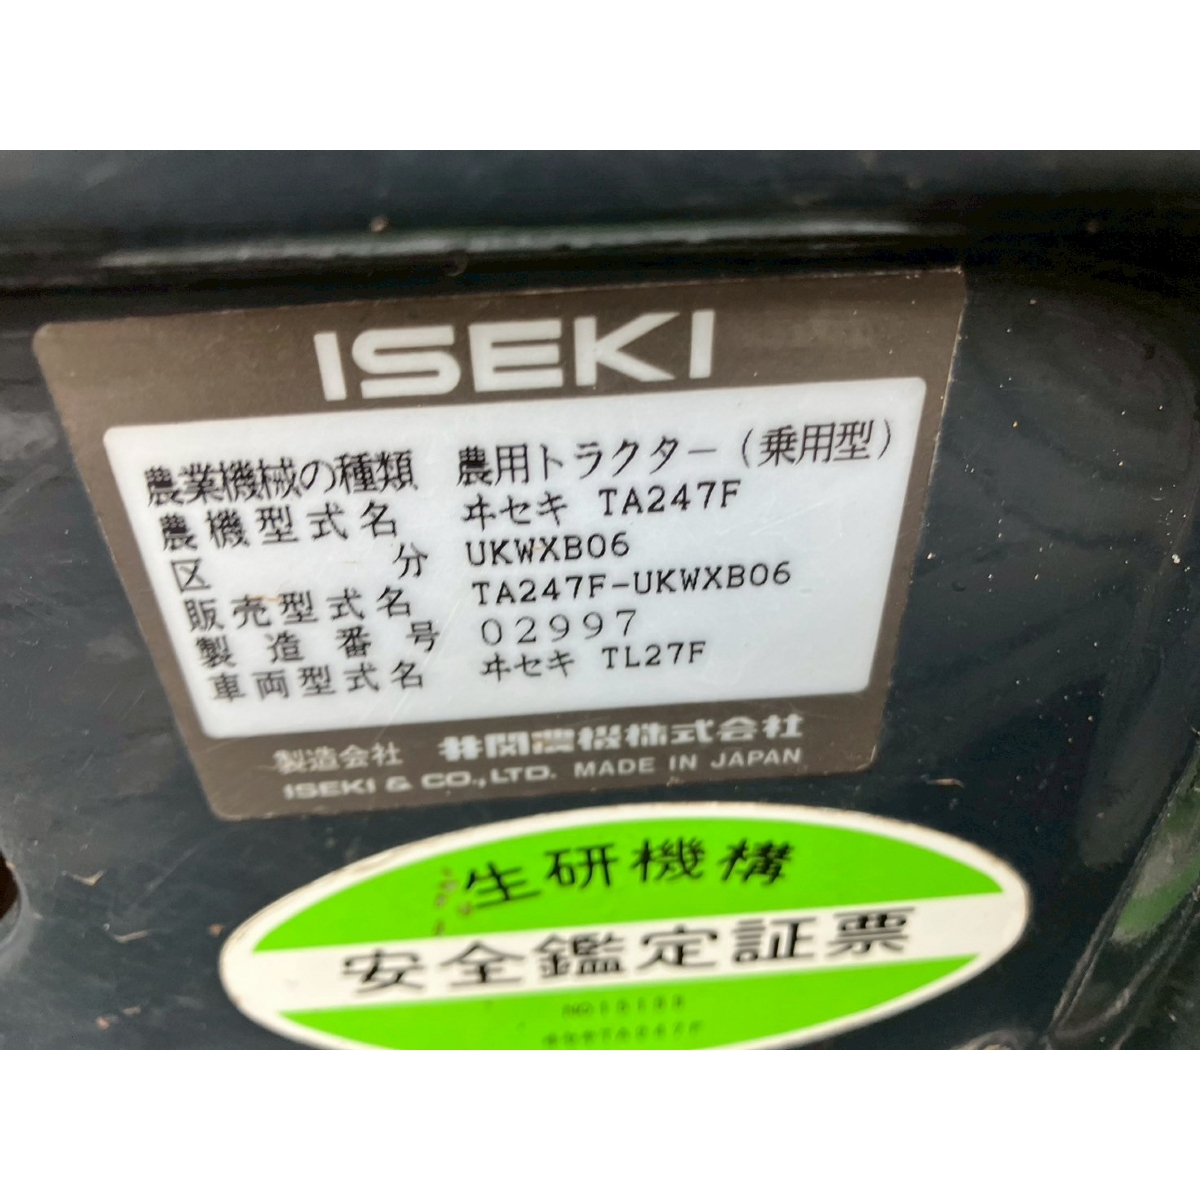 ISEKI
農業機械の種類 農用トラクター(乗用型)
農機型式名 ヰセキ TA247F
区分 UKWXB06
販売型式名 TA247F-UKWXB06
製造番号 02997
車両型式名 ヰセキ TL27F
製造会社 井関農機株式会社
ISEKI & CO.,LTD. MADE IN JAPAN
生研機構
安全鑑定証票